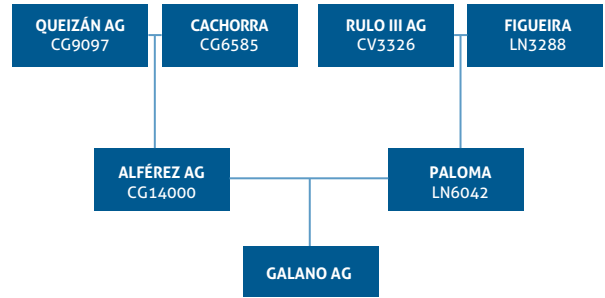 QUEIZÁN AG
CG9097
CACHORRA
CG6585
RULO III AG
CV3326
FIGUEIRA
LN3288
ALFÉREZ AG
CG14000
PALOMA
LN6042
GALANO AG